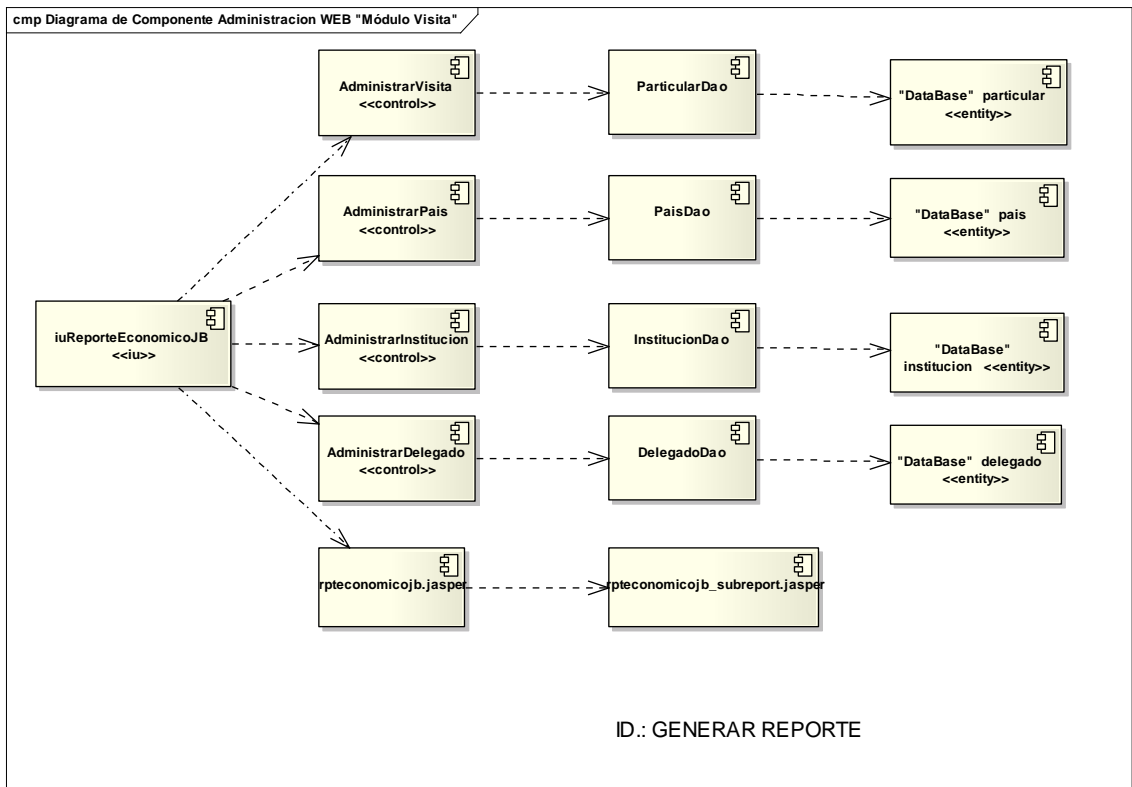 cmp Diagrama de Componente Administracion WEB "Módulo Visita"
AdministrarVisita
<<control>>
ParticularDao
"DataBase" particular
<<entity>>
AdministrarPais
<<control>>
PaisDao
"DataBase" pais
<<entity>>
iuReporteEconomicoJB
<<iu>>
AdministrarInstitucion
<<control>>
InstitucionDao
"DataBase"
institución <<entity>>
AdministrarDelegado
<<control>>
DelegadoDao
"DataBase" delegado
<<entity>>
rpteconomicojb.jasper
rpteconomicojb_subreport.jasper
ID.: GENERAR REPORTE